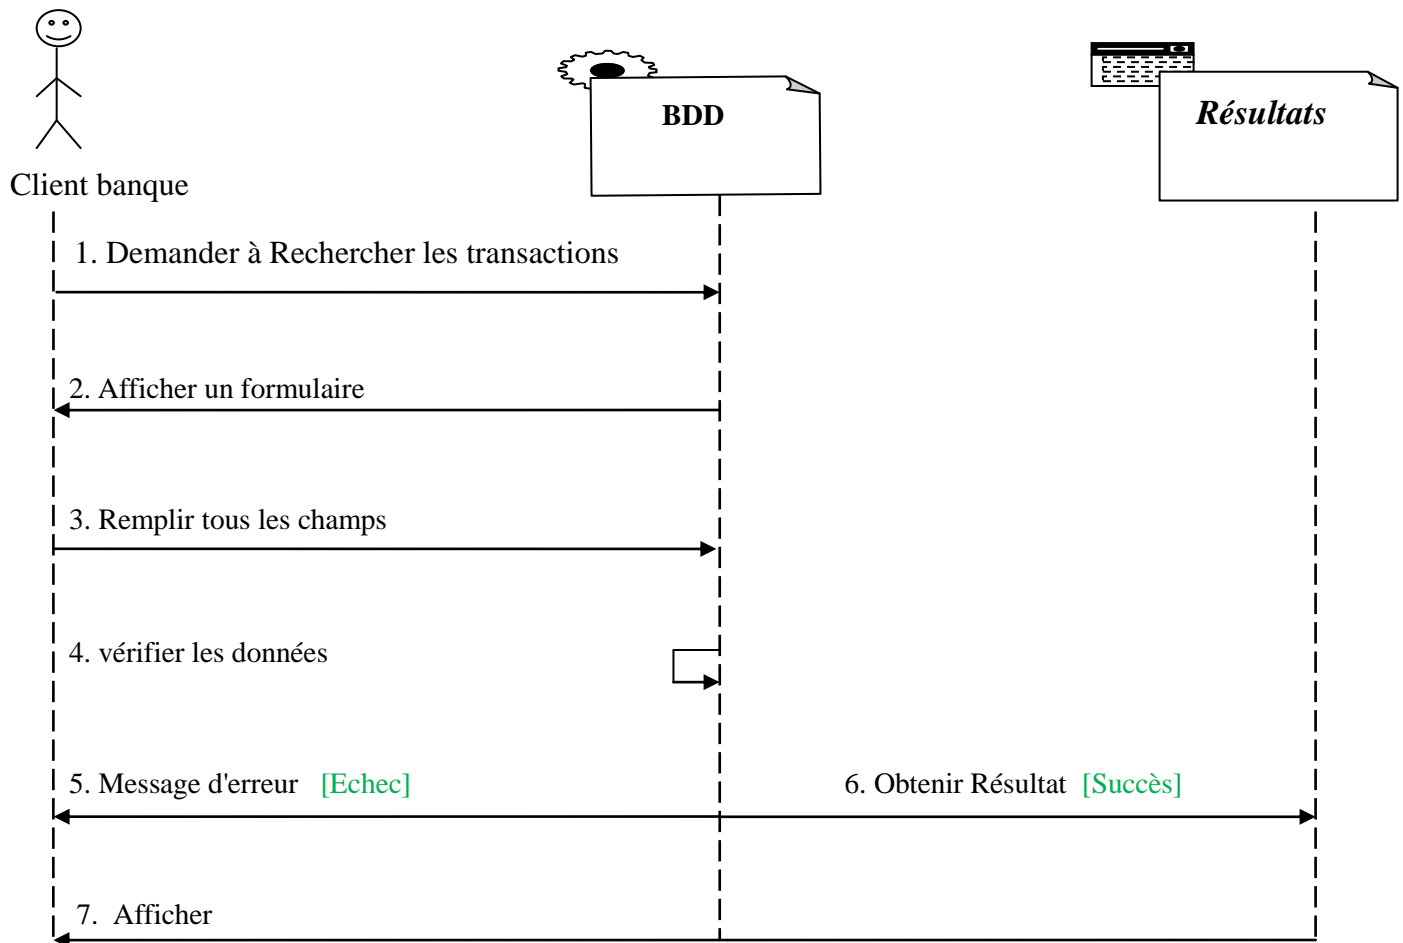 BDD
Résultats
Client banque
1. Demander à Rechercher les transactions
2. Afficher un formulaire
3. Remplir tous les champs
4. vérifier les données
5. Message d'erreur [Echec]
6. Obtenir Résultat [Succès]
7. Afficher